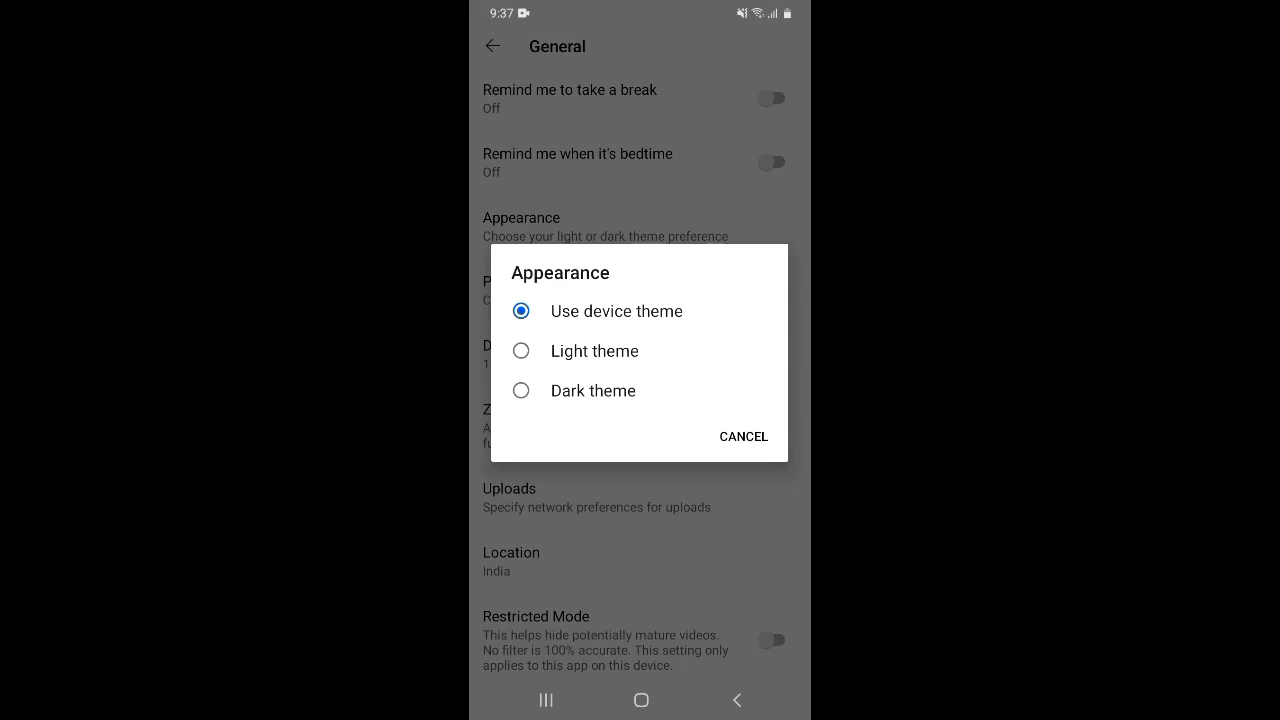 9:37
General
Remind me to take a break
Off
Remind me when it's bedtime
Off
Appearance
Choose your light or dark theme preference
Appearance
Use device theme
Light theme
Dark theme
CANCEL
Uploads
Specify network preferences for uploads
Location
India
Restricted Mode
This helps hide potentially mature videos.
No filter is 100% accurate. This setting only
applies to this app on this device.